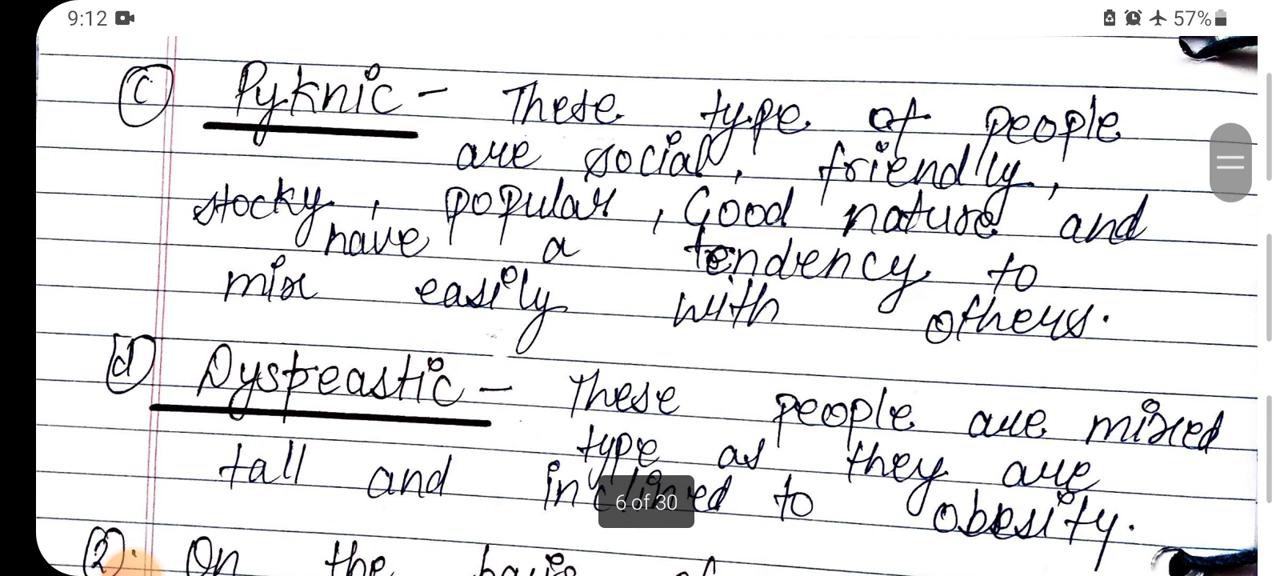 9:12 57%
(c) Pyknic - These type of people
are social, friendly,
stocky, popular, Good nature and
have a tendency to
mix easily with others.
(d) Dyspeastic - These people are mixed
type as they are
tall and inclined to obesity.
6 of 30
(2). On the basis of